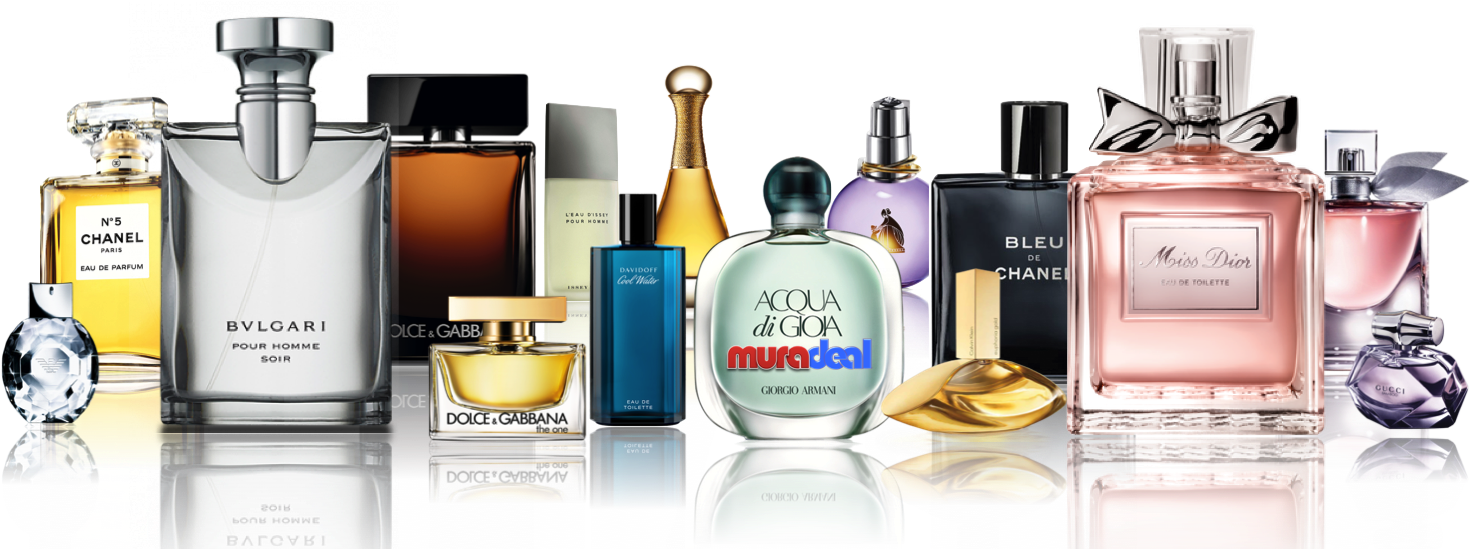 N°5
CHANEL
PARIS
EAU DE PARFUM
BVLGARI
POUR HOMME
SOIR
DOLCE & GABB
DOLCE & GABBANA
the one
L'EAU D'ISSEY
POUR HOMME
ISSEY
DAVIDOFF
Cool Water
EAU DE
TOILETTE
ACQUA
di GIOIA
muradeal
GIORGIO ARMANI
BLEU
DE
CHANEL
Miss Dior
EAU DE TOILETTE
GUCCI